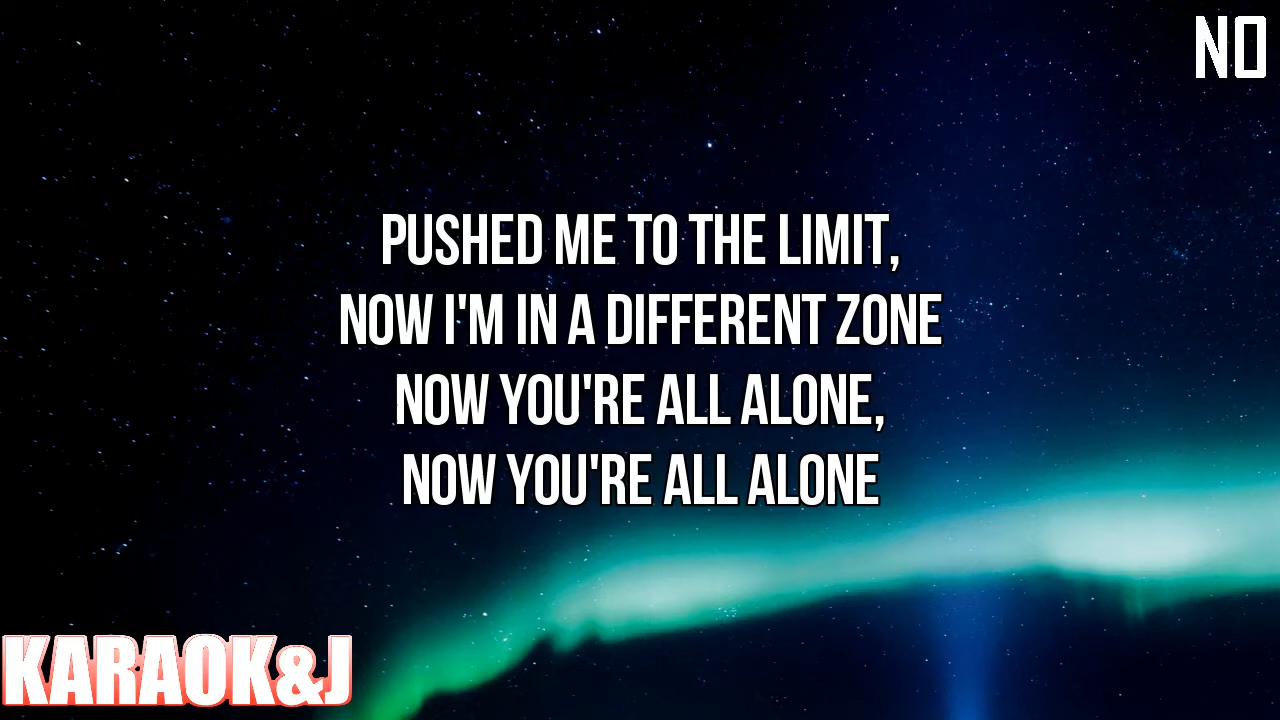 NO
PUSHED ME TO THE LIMIT,
NOW I'M IN A DIFFERENT ZONE
NOW YOU'RE ALL ALONE,
NOW YOU'RE ALL ALONE
KARAOK&J